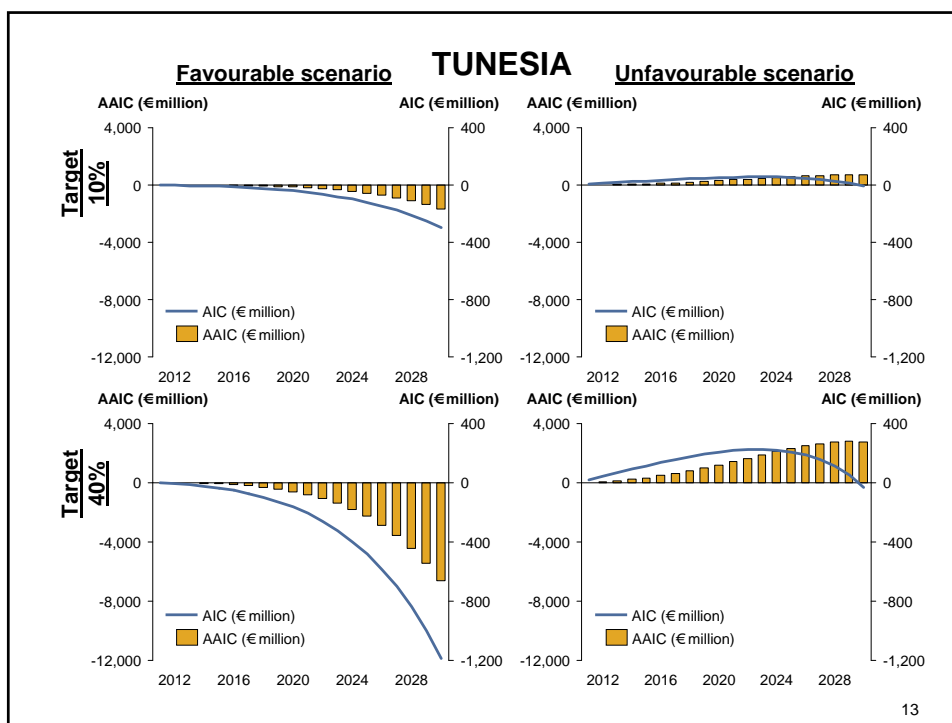 TUNESIA
Favourable scenario
Unfavourable scenario
Target
10%
AAIC (€million)
AIC (€million)
4,000
0
-4,000
-8,000
-12,000
400
0
-400
-800
-1,200
AIC (€million)
AAIC (€million)
2012 2016 2020 2024 2028
AAIC (€million)
AIC (€million)
4,000
0
-4,000
-8,000
-12,000
400
0
-400
-800
-1,200
AIC (€million)
AAIC (€million)
2012 2016 2020 2024 2028
Target
40%
AAIC (€million)
AIC (€million)
4,000
0
-4,000
-8,000
-12,000
400
0
-400
-800
-1,200
AIC (€million)
AAIC (€million)
2012 2016 2020 2024 2028
AAIC (€million)
AIC (€million)
4,000
0
-4,000
-8,000
-12,000
400
0
-400
-800
-1,200
AIC (€million)
AAIC (€million)
2012 2016 2020 2024 2028
13